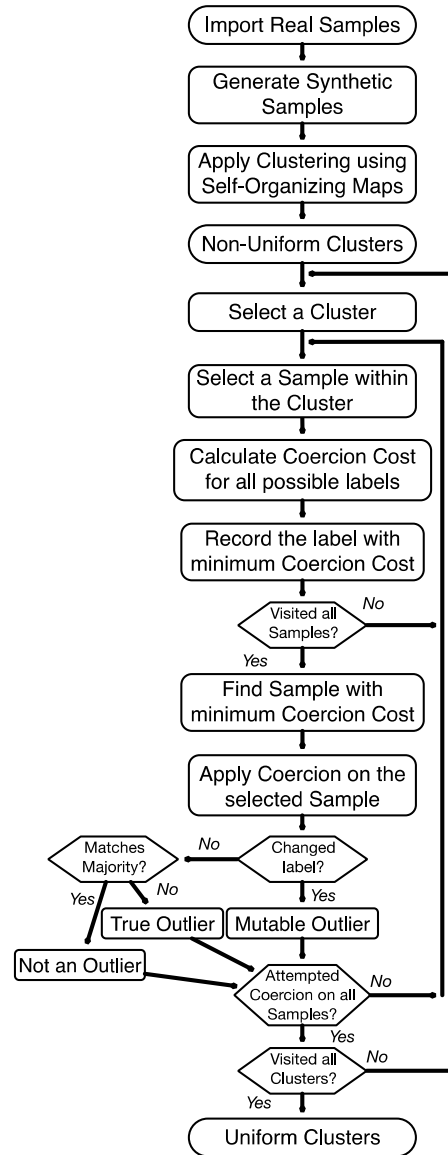 Import Real Samples
Generate Synthetic
Samples
Apply Clustering using
Self-Organizing Maps
Non-Uniform Clusters
Select a Cluster
Select a Sample within
the Cluster
Calculate Coercion Cost
for all possible labels
Record the label with
minimum Coercion Cost
Visited all
Samples?
No
Yes
Find Sample with
minimum Coercion Cost
Apply Coercion on the
selected Sample
Matches
Majority?
No
Changed
label?
Yes
No
Yes
True Outlier
Mutable Outlier
Not an Outlier
Attempted
Coercion on all
Samples?
No
Yes
Visited all
Clusters?
No
Yes
Uniform Clusters